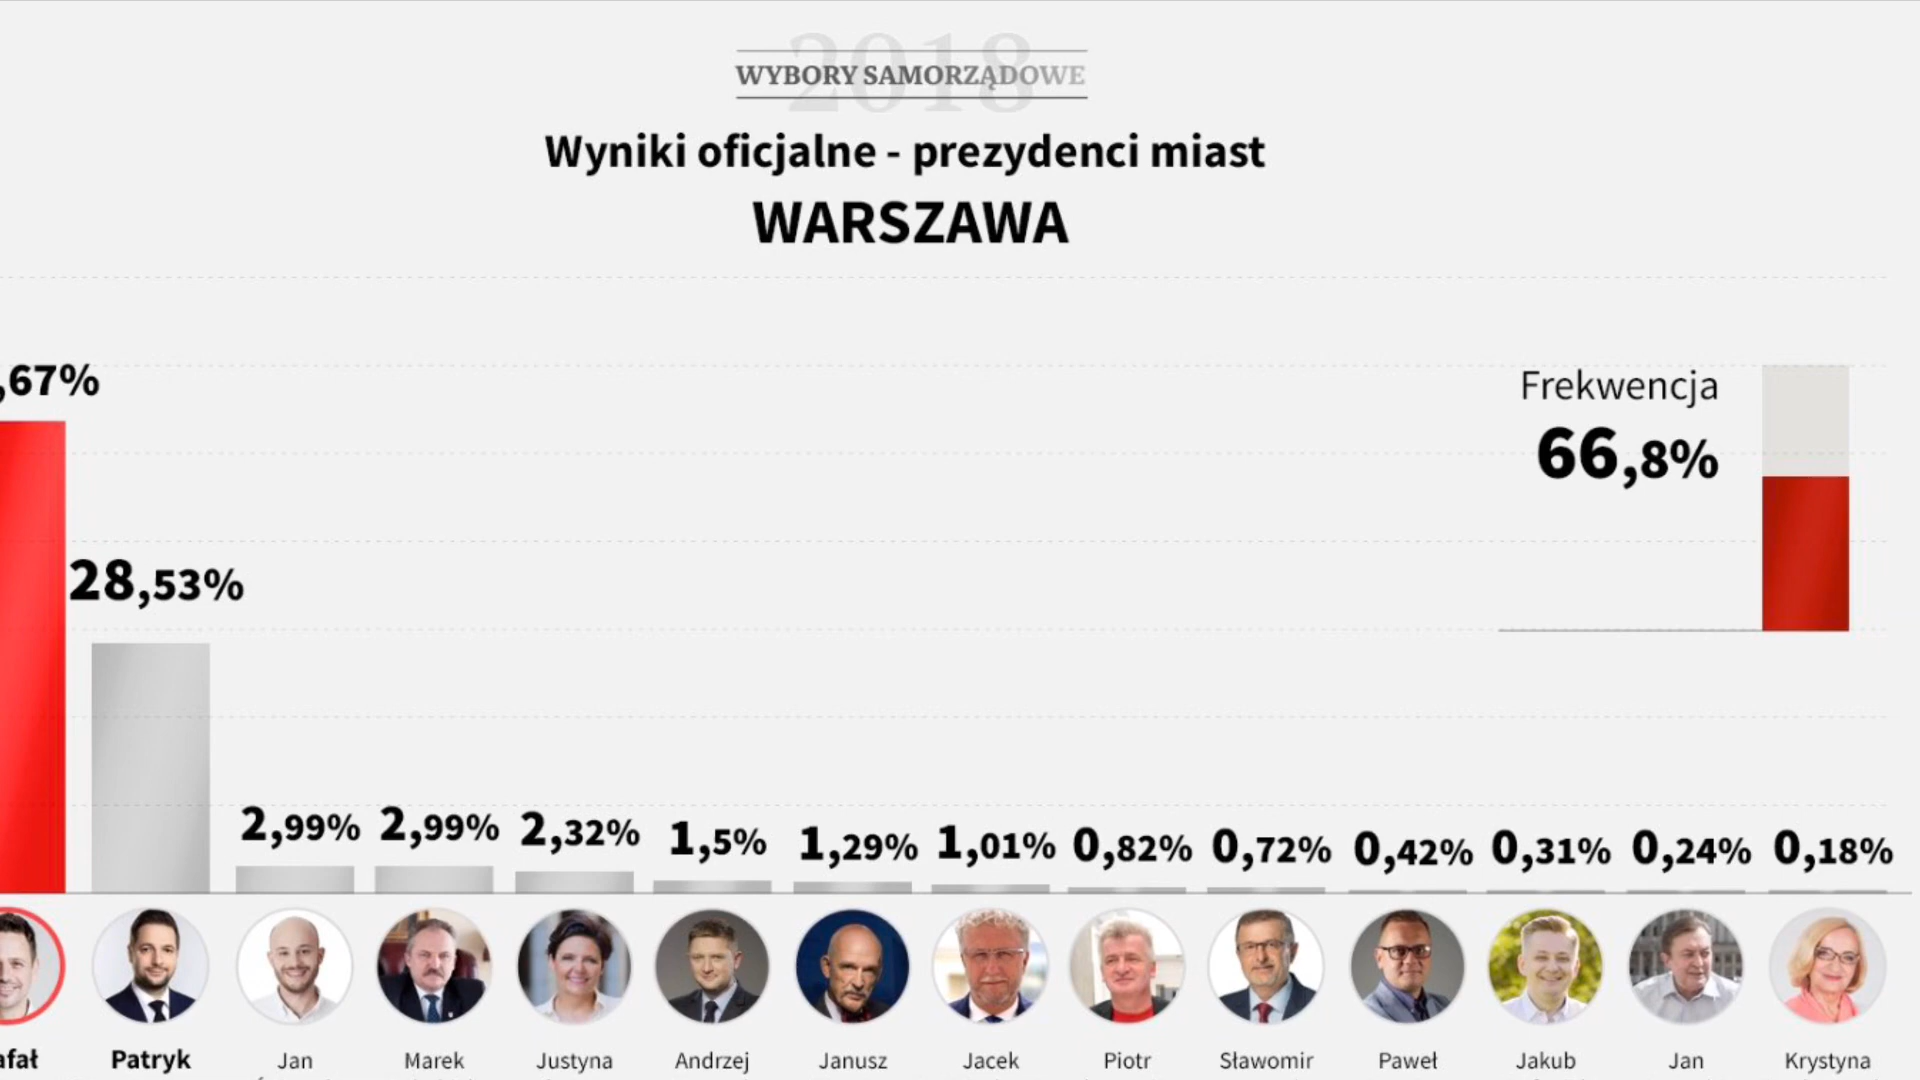 2018
WYBORY SAMORZĄDOWE
Wyniki oficjalne - prezydenci miast
WARSZAWA
,67%
Frekwencja
66,8%
28,53%
2,99% 2,99% 2,32% 1,5% 1,29% 1,01% 0,82% 0,72% 0,42% 0,31% 0,24% 0,18%
afał Patryk Jan Marek Justyna Andrzej Janusz Jacek Piotr Sławomir Paweł Jakub Jan Krystyna